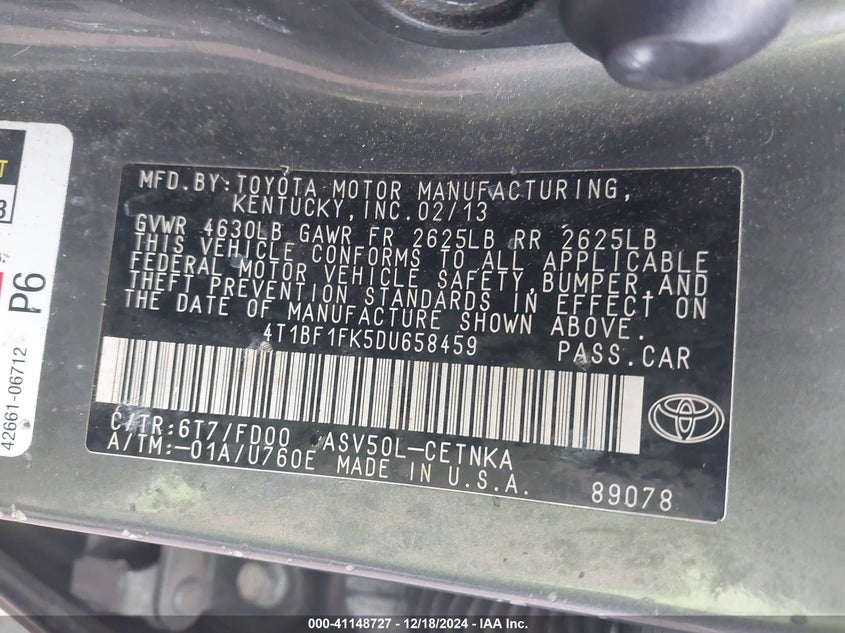 MFD.BY:TOYOTA MOTOR MANUFACTURING,
KENTUCKY,INC.02/13
GVWR 4630LB GAWR FR 2625LB RR 2625LB
THIS VEHICLE CONFORMS TO ALL APPLICABLE
FEDERAL MOTOR VEHICLE SAFETY,BUMPER,AND
THEFT PREVENTION STANDARDS IN EFFECT ON
THE DATE OF MANUFACTURE SHOWN ABOVE.
4T1BF1FK5DU658459 PASS.CAR
C/TR:6T7/FD00 ASV50L-CETNKA
A/TM:-01A/U760E MADE IN U.S.A.
89078
P6
42661-06712
000-41148727 - 12/18/2024 - IAA Inc.